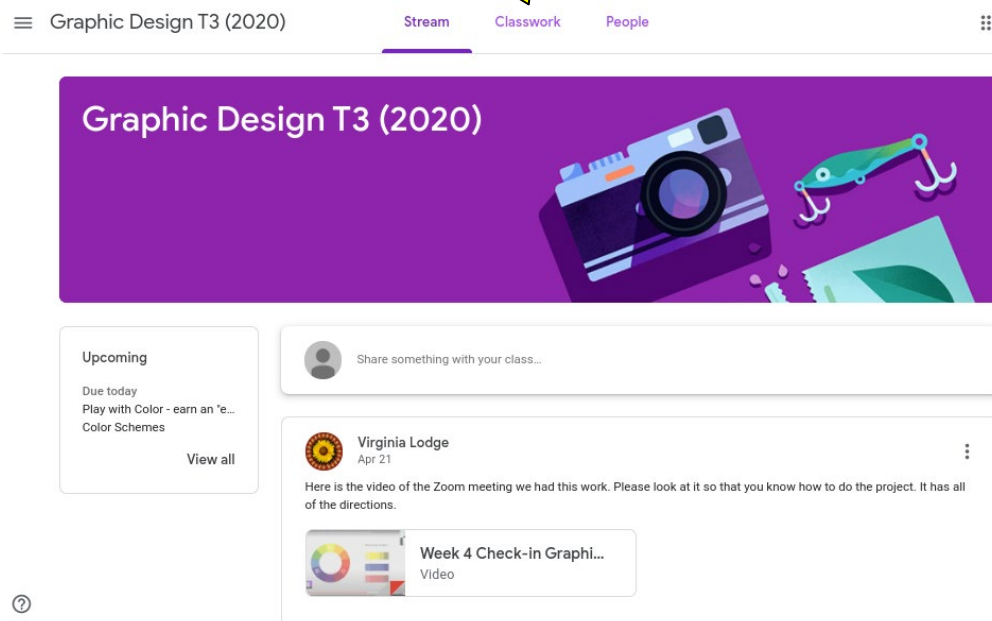 Graphic Design T3 (2020)
Stream
Classwork
People
Graphic Design T3 (2020)
Upcoming
Due today
Play with Color - earn an "e...
Color Schemes
View all
Share something with your class...
Virginia Lodge
Apr 21
Here is the video of the Zoom meeting we had this work. Please look at it so that you know how to do the project. It has all
of the directions.
Week 4 Check-in Graphi...
Video